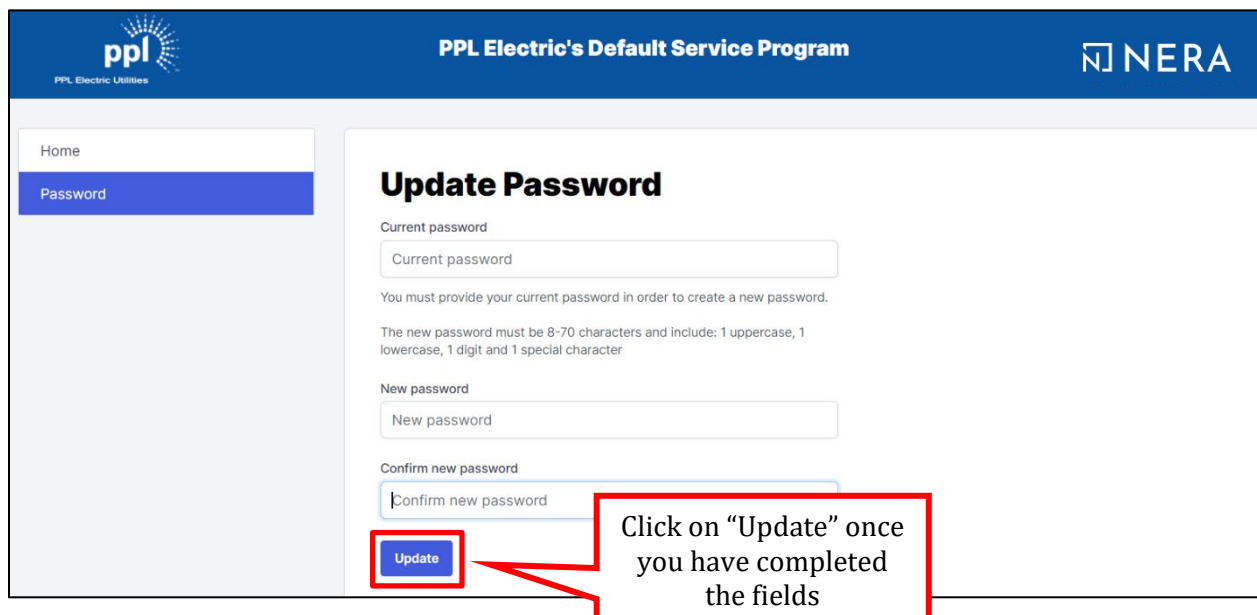 ppl
PPL Electric Utilities
PPL Electric's Default Service Program
NERA
Home
Password
Update Password
Current password
Current password
You must provide your current password in order to create a new password.
The new password must be 8-70 characters and include: 1 uppercase, 1
lowercase, 1 digit and 1 special character
New password
New password
Confirm new password
Confirm new password
Update
Click on “Update” once
you have completed
the fields